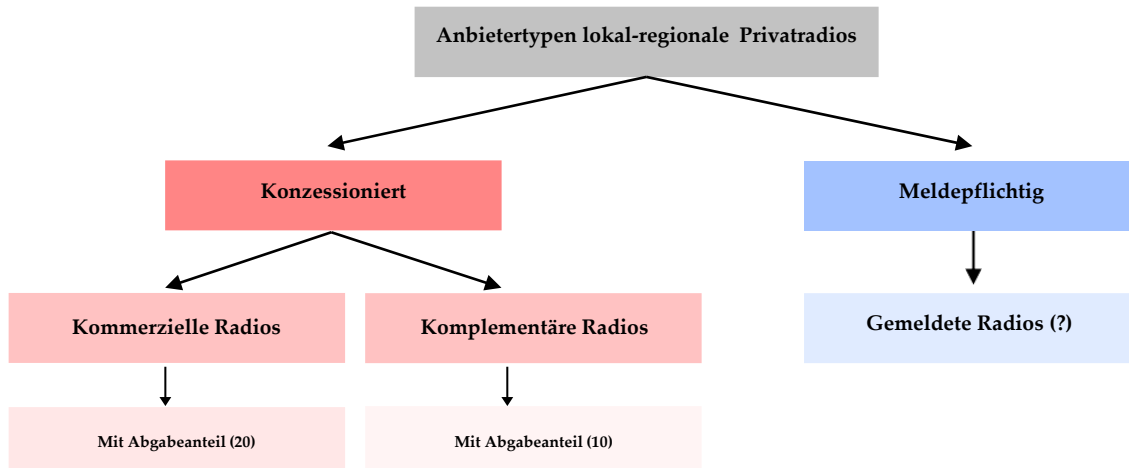 Anbietertypen lokal-regionale Privatradios
Konzessioniert
Meldepflichtig
Kommerzielle Radios
Komplementäre Radios
Gemeldete Radios (?)
Mit Abgabeanteil (20)
Mit Abgabeanteil (10)